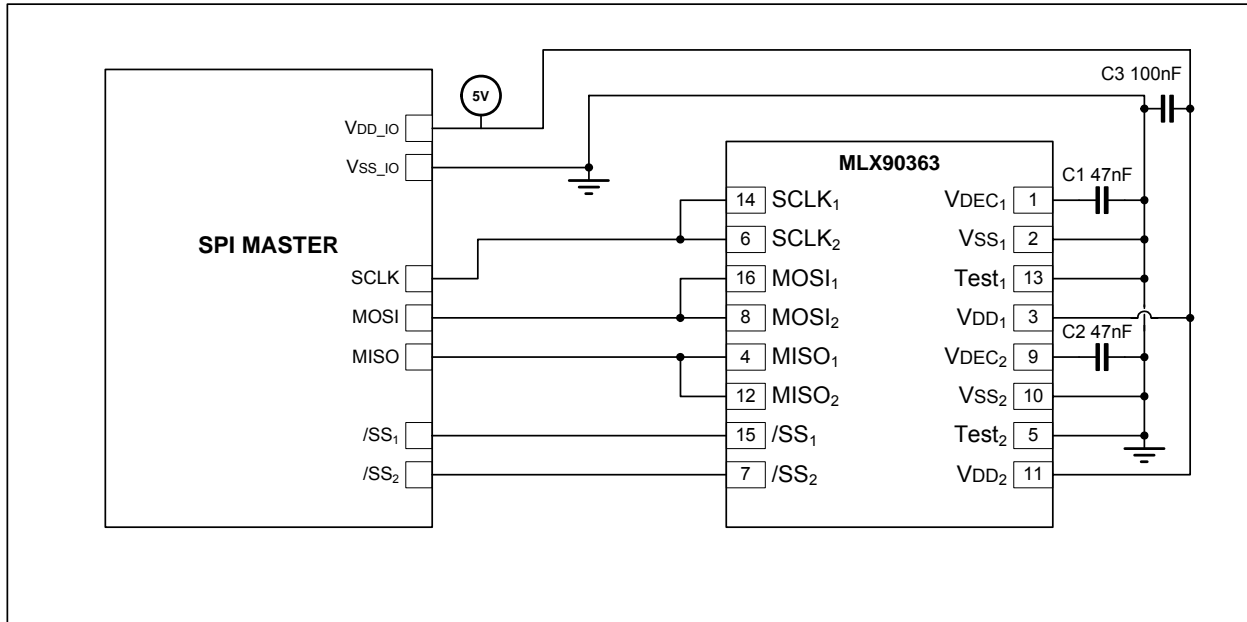 C3 100nF
5V
VDD_IO
VSS_IO
MLX90363
C1 47nF
14 SCLK1 VDEC1 1
SPI MASTER
6 SCLK2 VSS1 2
SCLK
16 MOSI1 Test1 13
MOSI
8 MOSI2 VDD1 3
C2 47nF
MISO
4 MISO1 VDEC2 9
12 MISO2 VSS2 10
/SS1
15 /SS1 Test2 5
/SS2
7 /SS2 VDD2 11